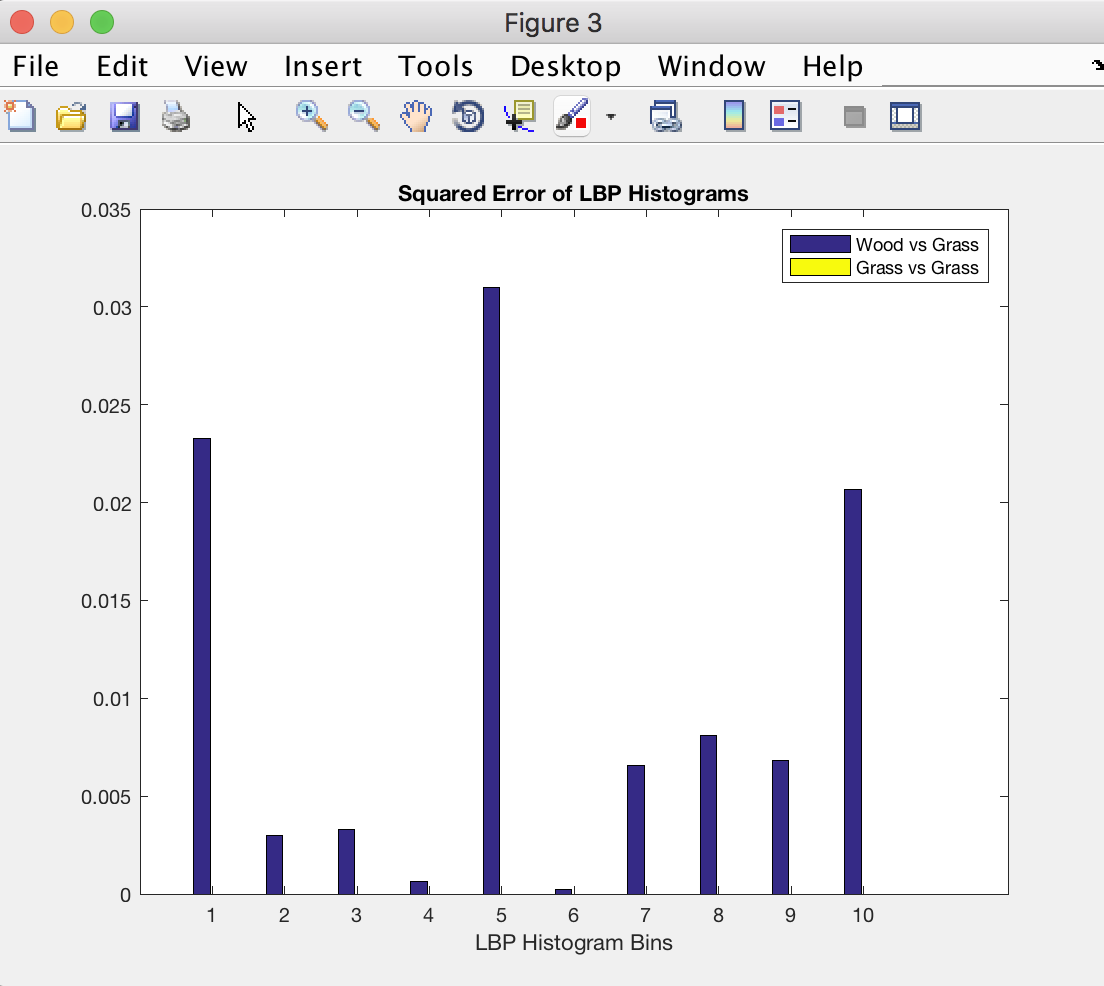 Figure 3
File Edit View Insert Tools Desktop Window Help
Squared Error of LBP Histograms
0.035
0.03
0.025
0.02
0.015
0.01
0.005
0
Wood vs Grass
Grass vs Grass
1 2 3 4 5 6 7 8 9 10
LBP Histogram Bins